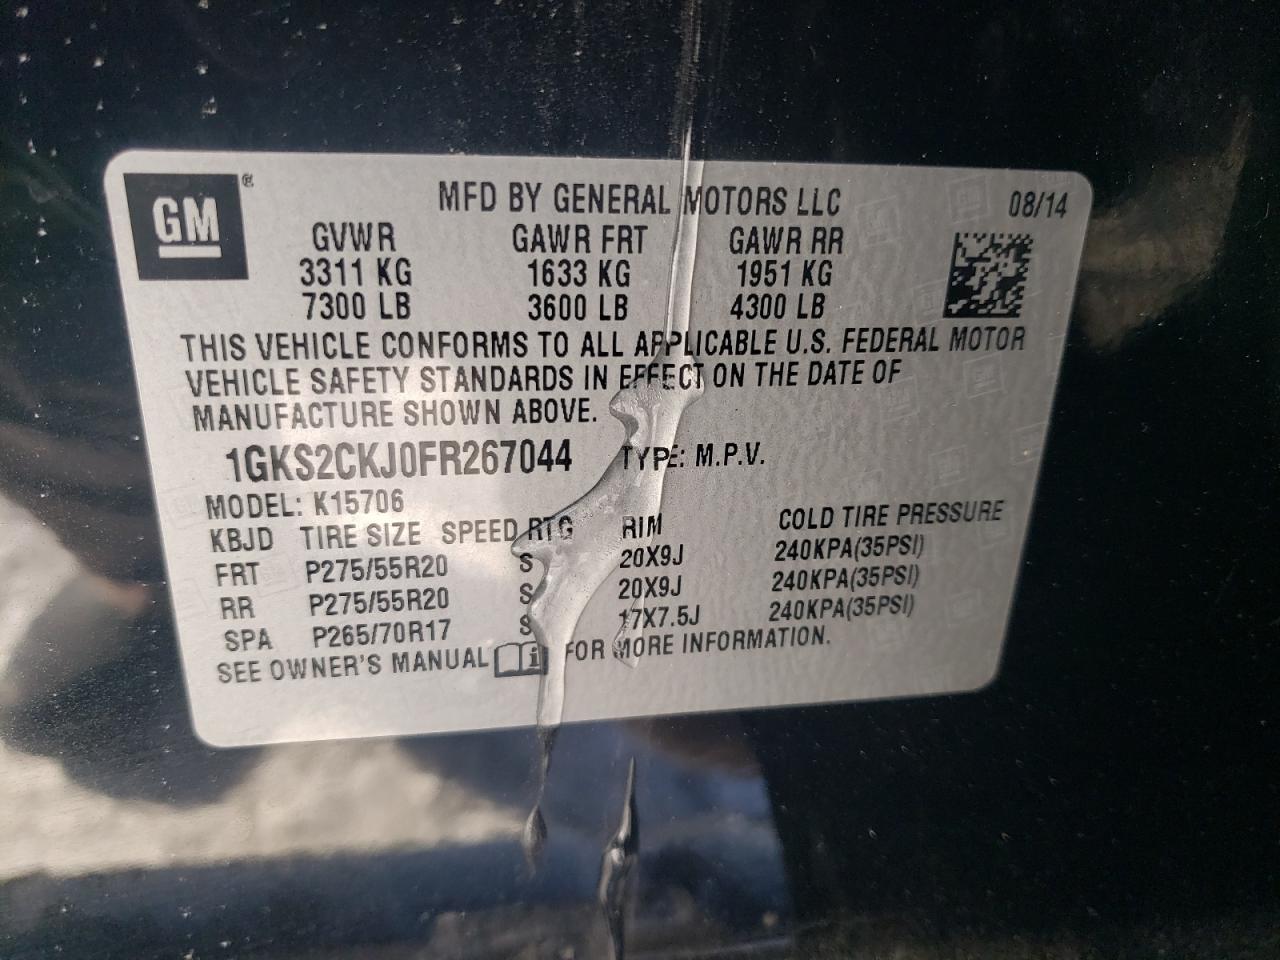 GM ®
MFD BY GENERAL MOTORS LLC 08/14
GVWR GAWR FRT GAWR RR
3311 KG 1633 KG 1951 KG
7300 LB 3600 LB 4300 LB
THIS VEHICLE CONFORMS TO ALL APPLICABLE U.S. FEDERAL MOTOR
VEHICLE SAFETY STANDARDS IN EFFECT ON THE DATE OF
MANUFACTURE SHOWN ABOVE.
1GKS2CKJ0FR267044 TYPE: M.P.V.
MODEL: K15706
KBJD TIRE SIZE SPEED RTG RIM COLD TIRE PRESSURE
FRT P275/55R20 S 20X9J 240KPA(35PSI)
RR P275/55R20 S 20X9J 240KPA(35PSI)
SPA P265/70R17 S 17X7.5J 240KPA(35PSI)
SEE OWNER'S MANUAL i FOR MORE INFORMATION.